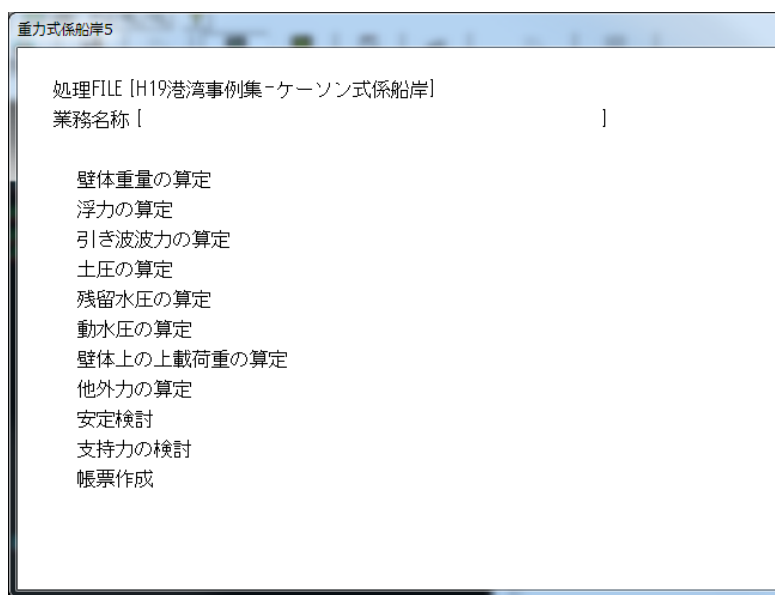 重力式係船岸5
処理FILE [H19港湾事例集-ケーソン式係船岸]
業務名称 [ ]
壁体重量の算定
浮力の算定
引き波波力の算定
土圧の算定
残留水圧の算定
動水圧の算定
壁体上の上載荷重の算定
他外力の算定
安定検討
支持力の検討
帳票作成